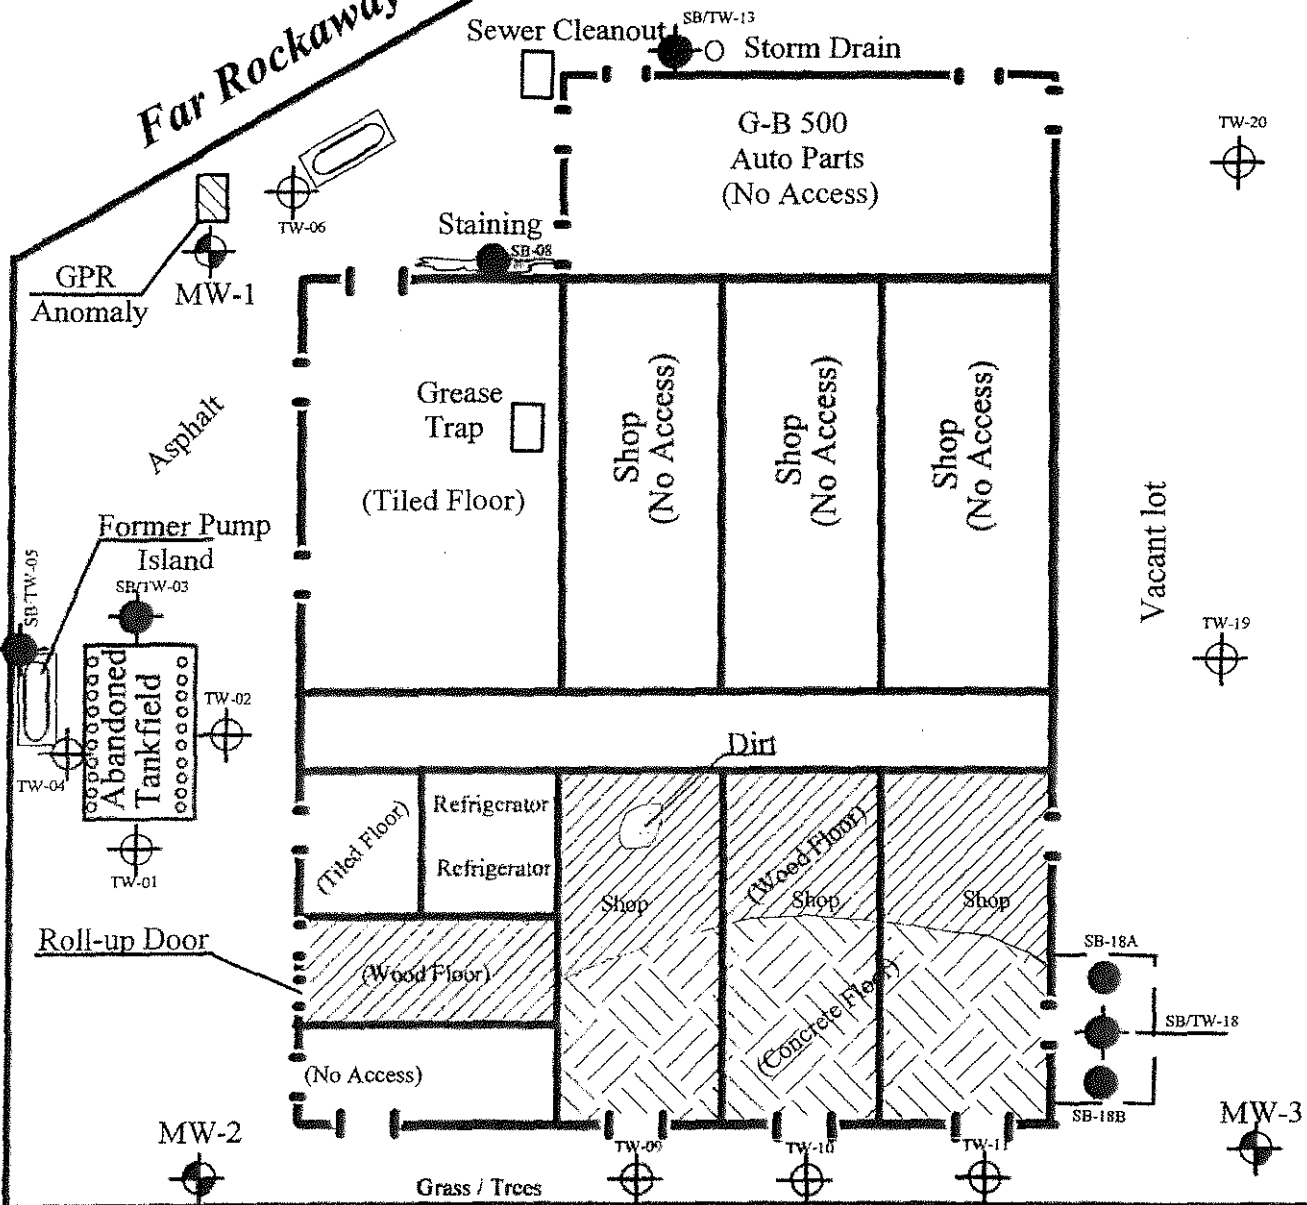 Far Rockaway
Sewer Cleanout
SB/TW-13
Storm Drain
G-B 500
Auto Parts
(No Access)
TW-20
TW-06
Staining
SB-08
GPR
Anomaly
MW-1
Asphalt
Grease
Trap
(Tiled Floor)
Shop
(No Access)
Shop
(No Access)
Shop
(No Access)
Vacant lot
Former Pump
Island
SB/TW-05
SB/TW-03
TW-19
Abandoned
Tankfield
TW-02
TW-04
TW-01
Dirt
(Tiled Floor)
Refrigerator
Refrigerator
(Wood Floor)
Shop
Shop
Shop
Roll-up Door
(Wood Floor)
(Concrete Floor)
SB-18A
SB/TW-18
SB-18B
(No Access)
MW-2
MW-3
TW-09
TW-10
TW-11
Grass / Trees